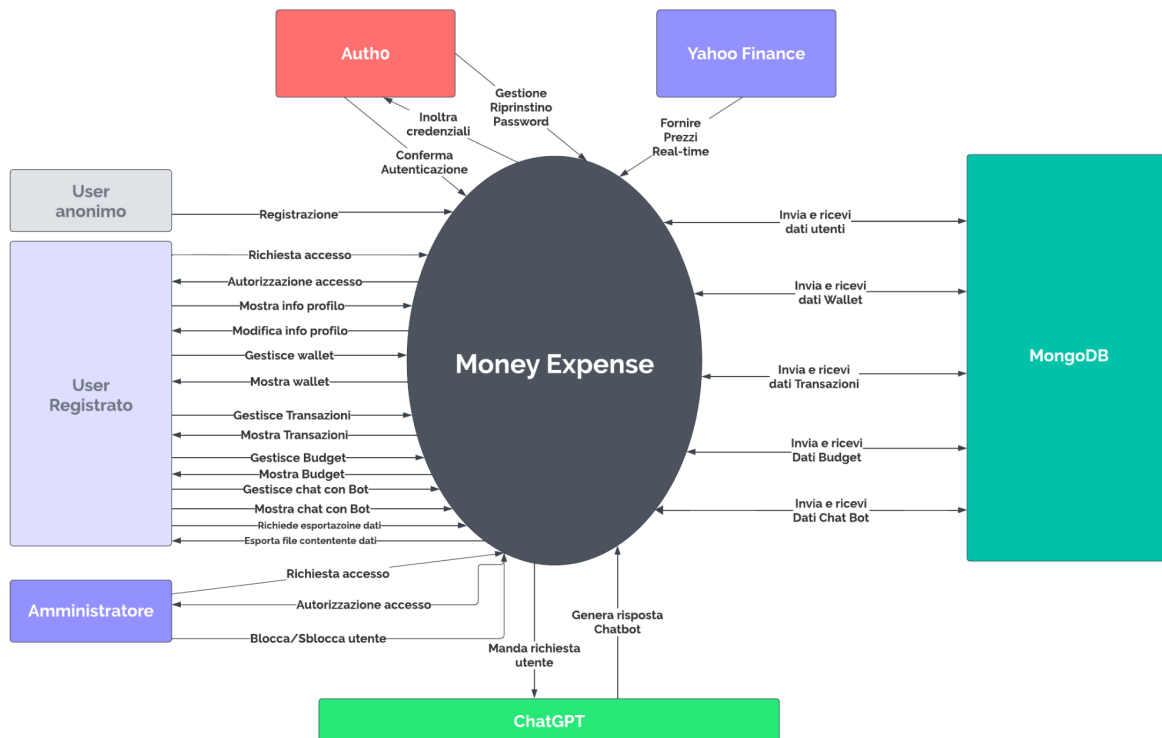 Auth0
Yahoo Finance
Gestione
Riprinstino
Password
Inoltra
credenziali
Fornire
Prezzi
Real-time
Conferma
Autenticazione
User
anonimo
Registrazione
User
Registrato
Richiesta accesso
Autorizzazione accesso
Mostra info profilo
Modifica info profilo
Gestisce wallet
Mostra wallet
Gestisce Transazioni
Mostra Transazioni
Gestisce Budget
Mostra Budget
Gestisce chat con Bot
Mostra chat con Bot
Richiede esportazoine dati
Esporta file contentente dati
Money Expense
Invia e ricevi
dati utenti
Invia e ricevi
dati Wallet
Invia e ricevi
dati Transazioni
Invia e ricevi
Dati Budget
Invia e ricevi
Dati Chat Bot
MongoDB
Amministratore
Richiesta accesso
Autorizzazione accesso
Blocca/Sblocca utente
Manda richiesta
utente
Genera risposta
Chatbot
ChatGPT